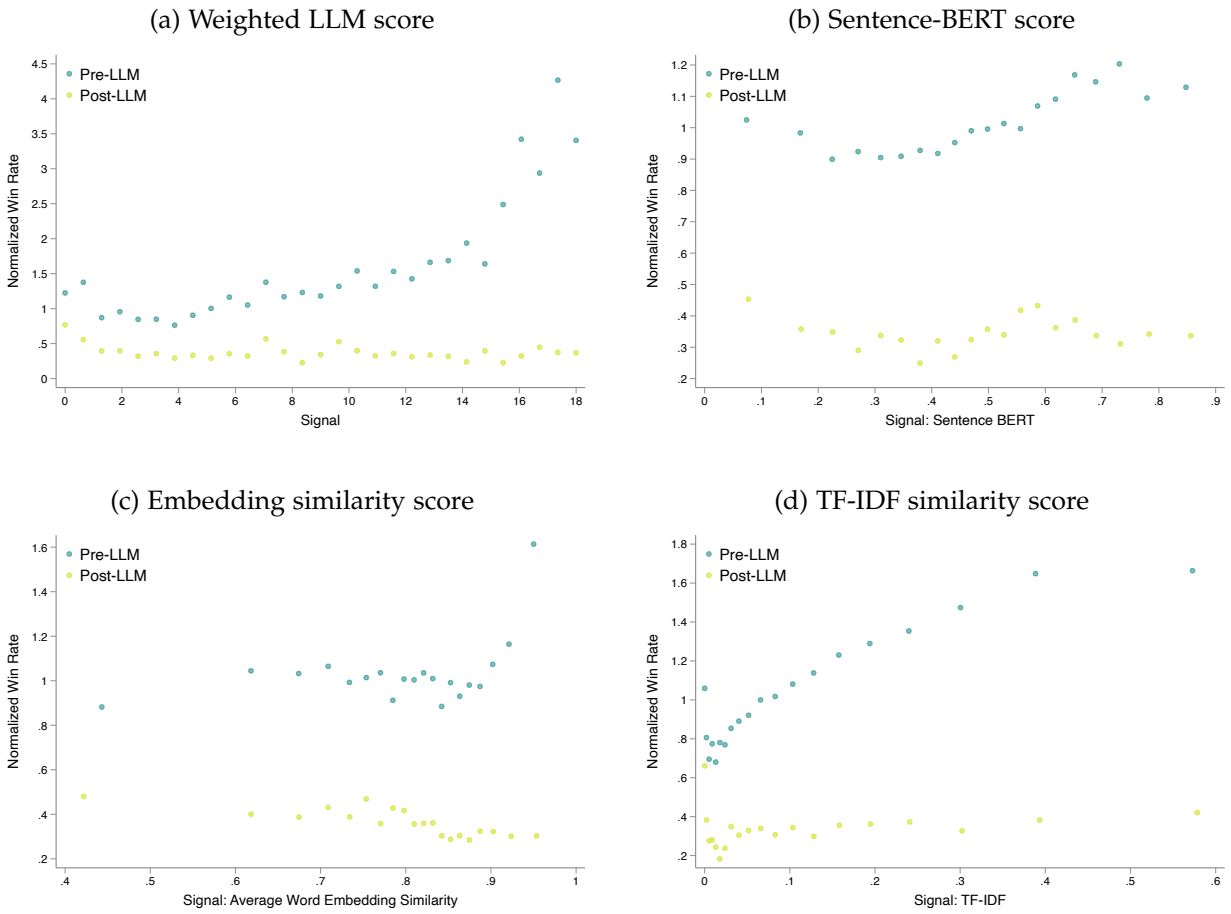 (a) Weighted LLM score
Pre-LLM
Post-LLM
4.5
4
3.5
3
2.5
2
1.5
1
.5
0
Normalized Win Rate
0 2 4 6 8 10 12 14 16 18
Signal
(b) Sentence-BERT score
Pre-LLM
Post-LLM
1.2
1.1
1
.9
.8
.7
.6
.5
.4
.3
.2
Normalized Win Rate
0 .1 .2 .3 .4 .5 .6 .7 .8 .9
Signal: Sentence BERT
(c) Embedding similarity score
Pre-LLM
Post-LLM
1.6
1.4
1.2
1
.8
.6
.4
.2
Normalized Win Rate
.4 .5 .6 .7 .8 .9 1
Signal: Average Word Embedding Similarity
(d) TF-IDF similarity score
Pre-LLM
Post-LLM
1.8
1.6
1.4
1.2
1
.8
.6
.4
.2
Normalized Win Rate
0 .1 .2 .3 .4 .5 .6
Signal: TF-IDF